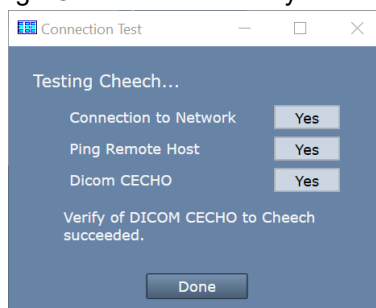 Connection Test
Testing Cheech...
Connection to Network Yes
Ping Remote Host Yes
Dicom CECHO Yes
Verify of DICOM CECHO to Cheech
succeeded.
Done